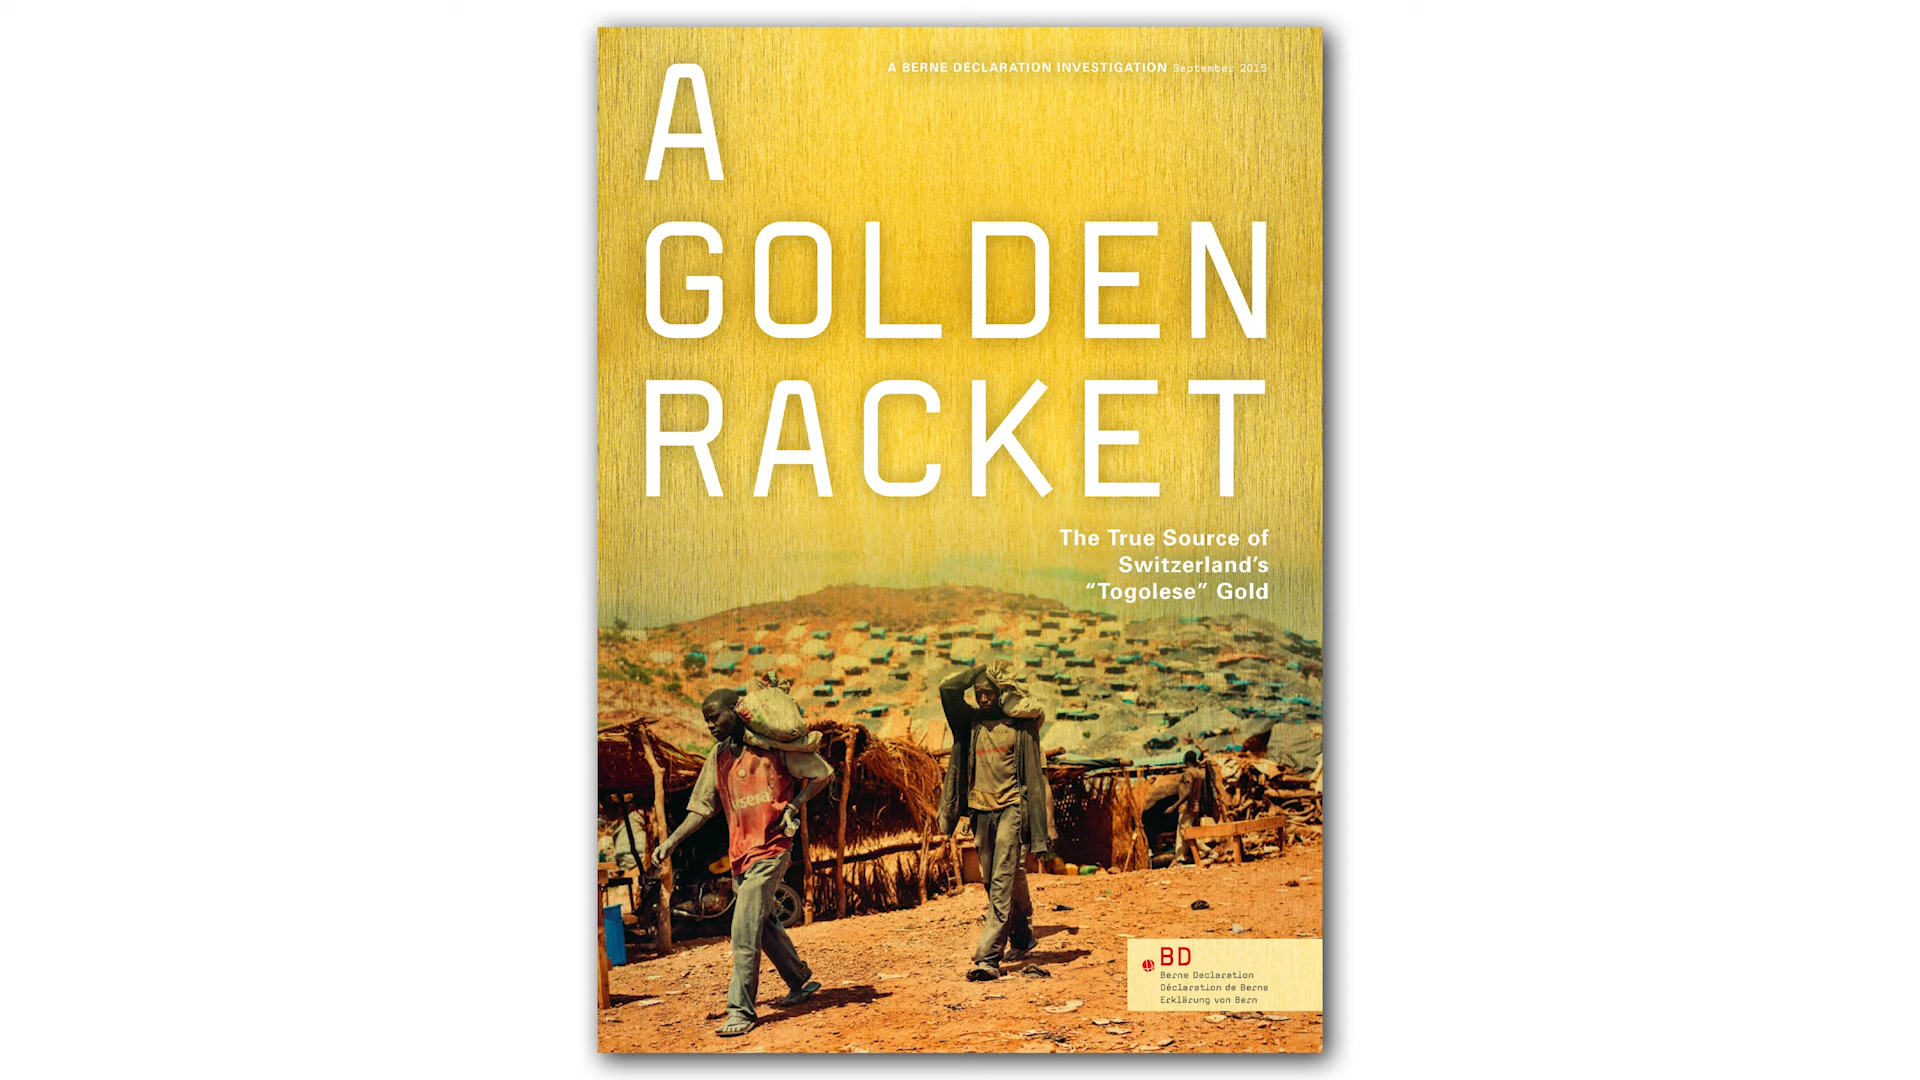 A BERNE DECLARATION INVESTIGATION September 2015
A
GOLDEN
RACKET
The True Source of
Switzerland's
“Togolese” Gold
BD
Berne Declaration
Déclaration de Berne
Erklärung von Bern